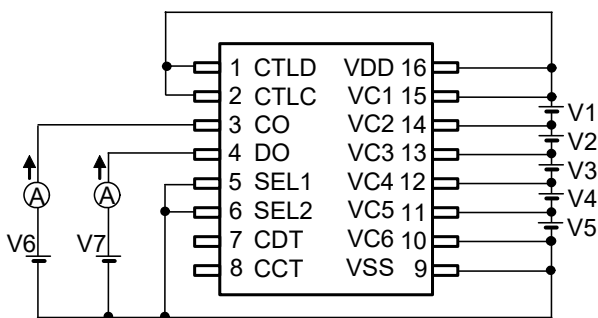 1 CTLD VDD 16
2 CTLC VC1 15
V1
3 CO VC2 14
V2
4 DO VC3 13
V3
A A 5 SEL1 VC4 12
V4
6 SEL2 VC5 11
V5
V6 V7 7 CDT VC6 10
8 CCT VSS 9